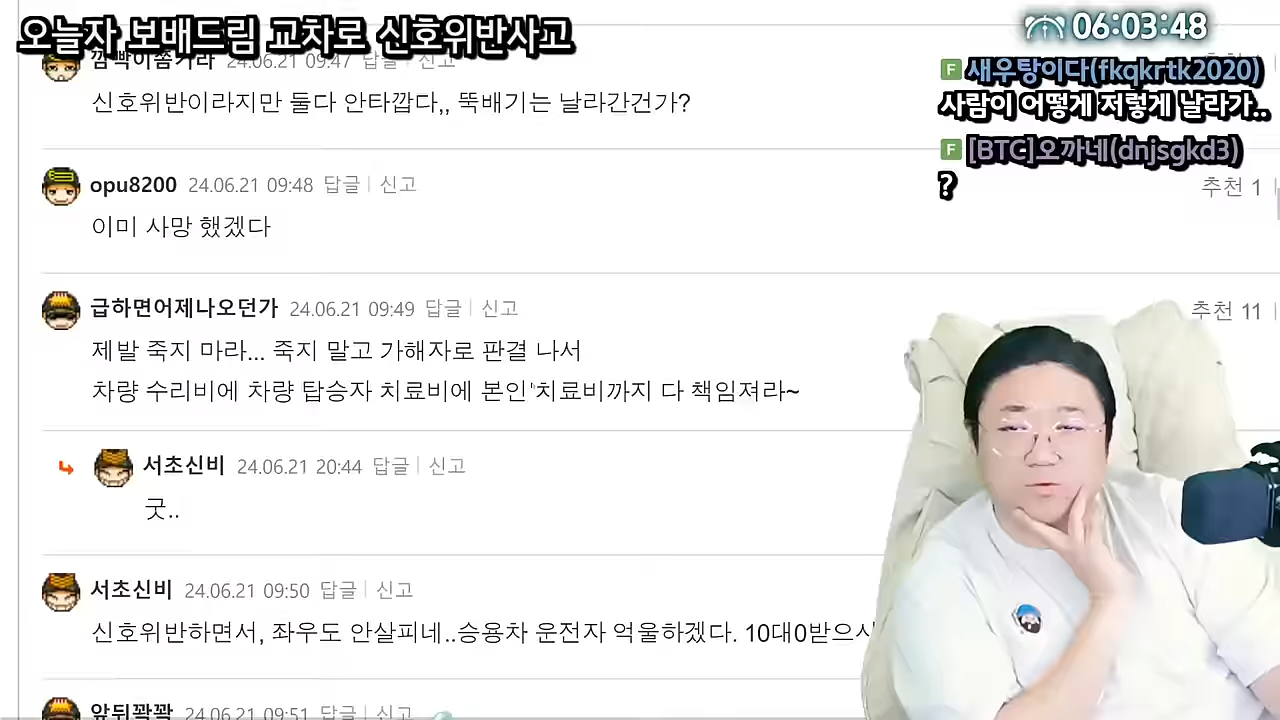 오늘자 보배드림 교차로 신호위반사고
06:03:48
24.06.21 09:47 답글 신고
신호위반이라지만 둘다 안타깝다,, 뚝배기는 날라간건가?
F 새우탕이다(fkqkrtk2020)
사람이 어떻게 저렇게 날라가..
F [BTC]오까네(dnjsgkd3)
?
opu8200 24.06.21 09:48 답글 신고
추천 1
이미 사망 했겠다
급하면어제나오던가 24.06.21 09:49 답글 신고
추천 11
제발 죽지 마라... 죽지 말고 가해자로 판결 나서
차량 수리비에 차량 탑승자 치료비에 본인'치료비까지 다 책임져라~
서초신비 24.06.21 20:44 답글 신고
굿..
서초신비 24.06.21 09:50 답글 신고
신호위반하면서, 좌우도 안살피네..승용차 운전자 억울하겠다. 10대0받으시
앞뒤꽉꽉 24.06.21 09:51 답글 신고